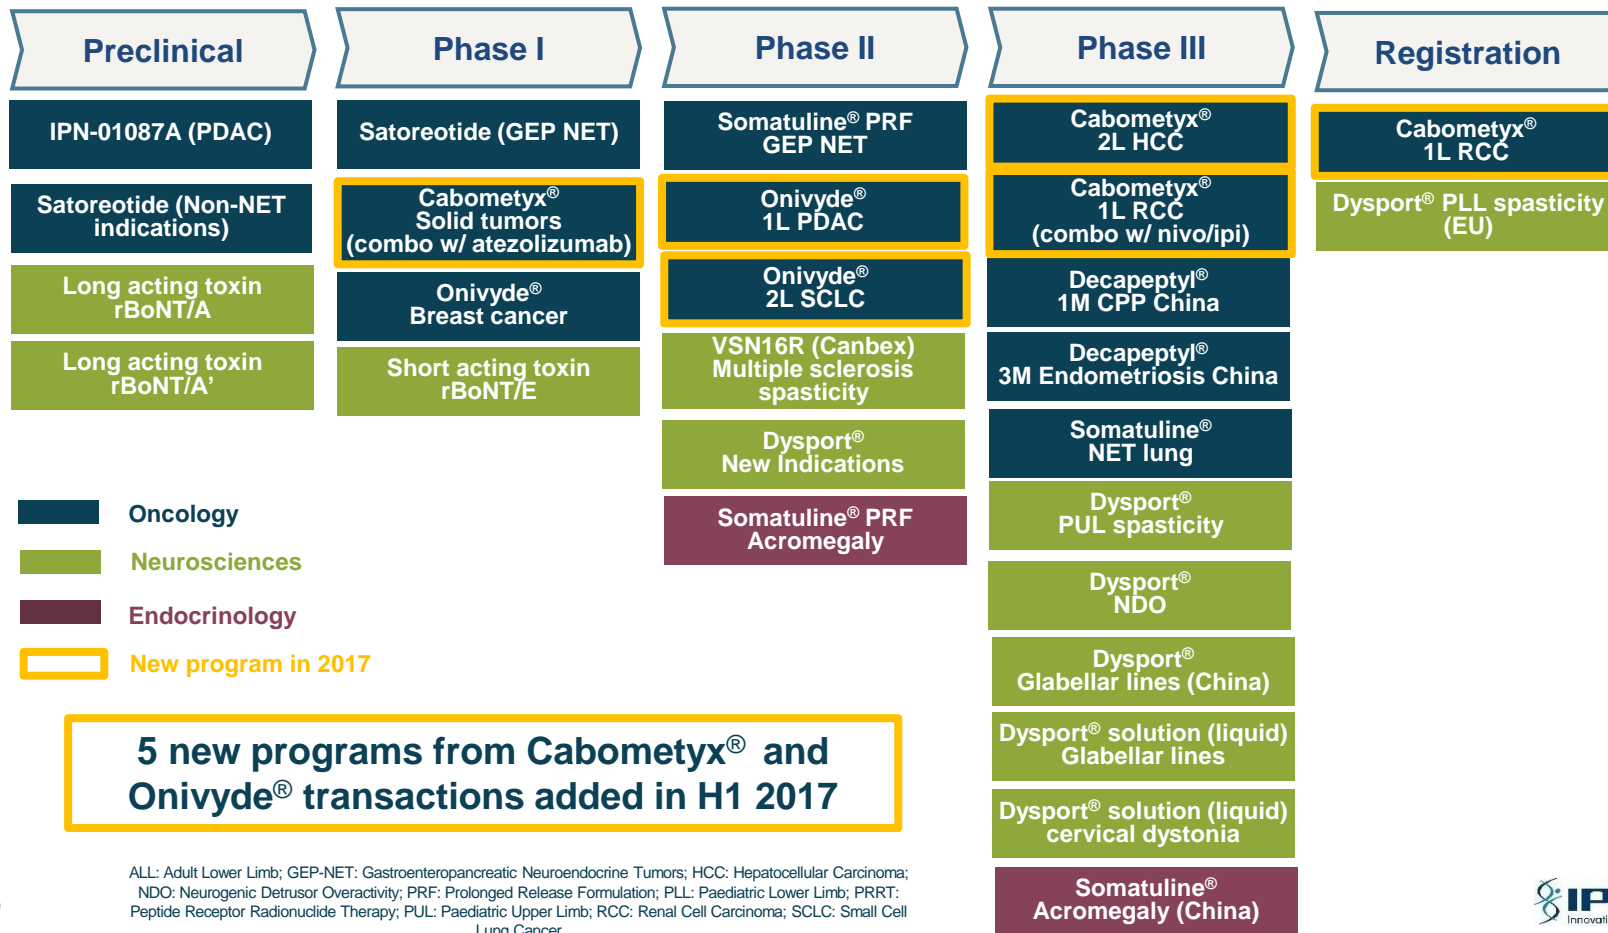 Preclinical
Phase I
Phase II
Phase III
Registration
IPN-01087A (PDAC)
Satoreotide (Non-NET
indications)
Long acting toxin
rBoNT/A
Long acting toxin
rBoNT/A’
Satoreotide (GEP NET)
Cabometyx®
Solid tumors
(combo w/ atezolizumab)
Onivyde®
Breast cancer
Short acting toxin
rBoNT/E
Somatuline® PRF
GEP NET
Onivyde®
1L PDAC
Onivyde®
2L SCLC
VSN16R (Canbex)
Multiple sclerosis
spasticity
Dysport®
New Indications
Somatuline® PRF
Acromegaly
Cabometyx®
2L HCC
Cabometyx®
1L RCC
(combo w/ nivo/ipi)
Decapeptyl®
1M CPP China
Decapeptyl®
3M Endometriosis China
Somatuline®
NET lung
Dysport®
PUL spasticity
Dysport®
NDO
Dysport®
Glabellar lines (China)
Dysport® solution (liquid)
Glabellar lines
Dysport® solution (liquid)
cervical dystonia
Somatuline®
Acromegaly (China)
Cabometyx®
1L RCC
Dysport® PLL spasticity
(EU)
Oncology
Neurosciences
Endocrinology
New program in 2017
5 new programs from Cabometyx® and
Onivyde® transactions added in H1 2017
ALL: Adult Lower Limb; GEP-NET: Gastroenteropancreatic Neuroendocrine Tumors; HCC: Hepatocellular Carcinoma;
NDO: Neurogenic Detrusor Overactivity; PRF: Prolonged Release Formulation; PLL: Paediatric Lower Limb; PRRT:
Peptide Receptor Radionuclide Therapy; PUL: Paediatric Upper Limb; RCC: Renal Cell Carcinoma; SCLC: Small Cell
Lung Cancer